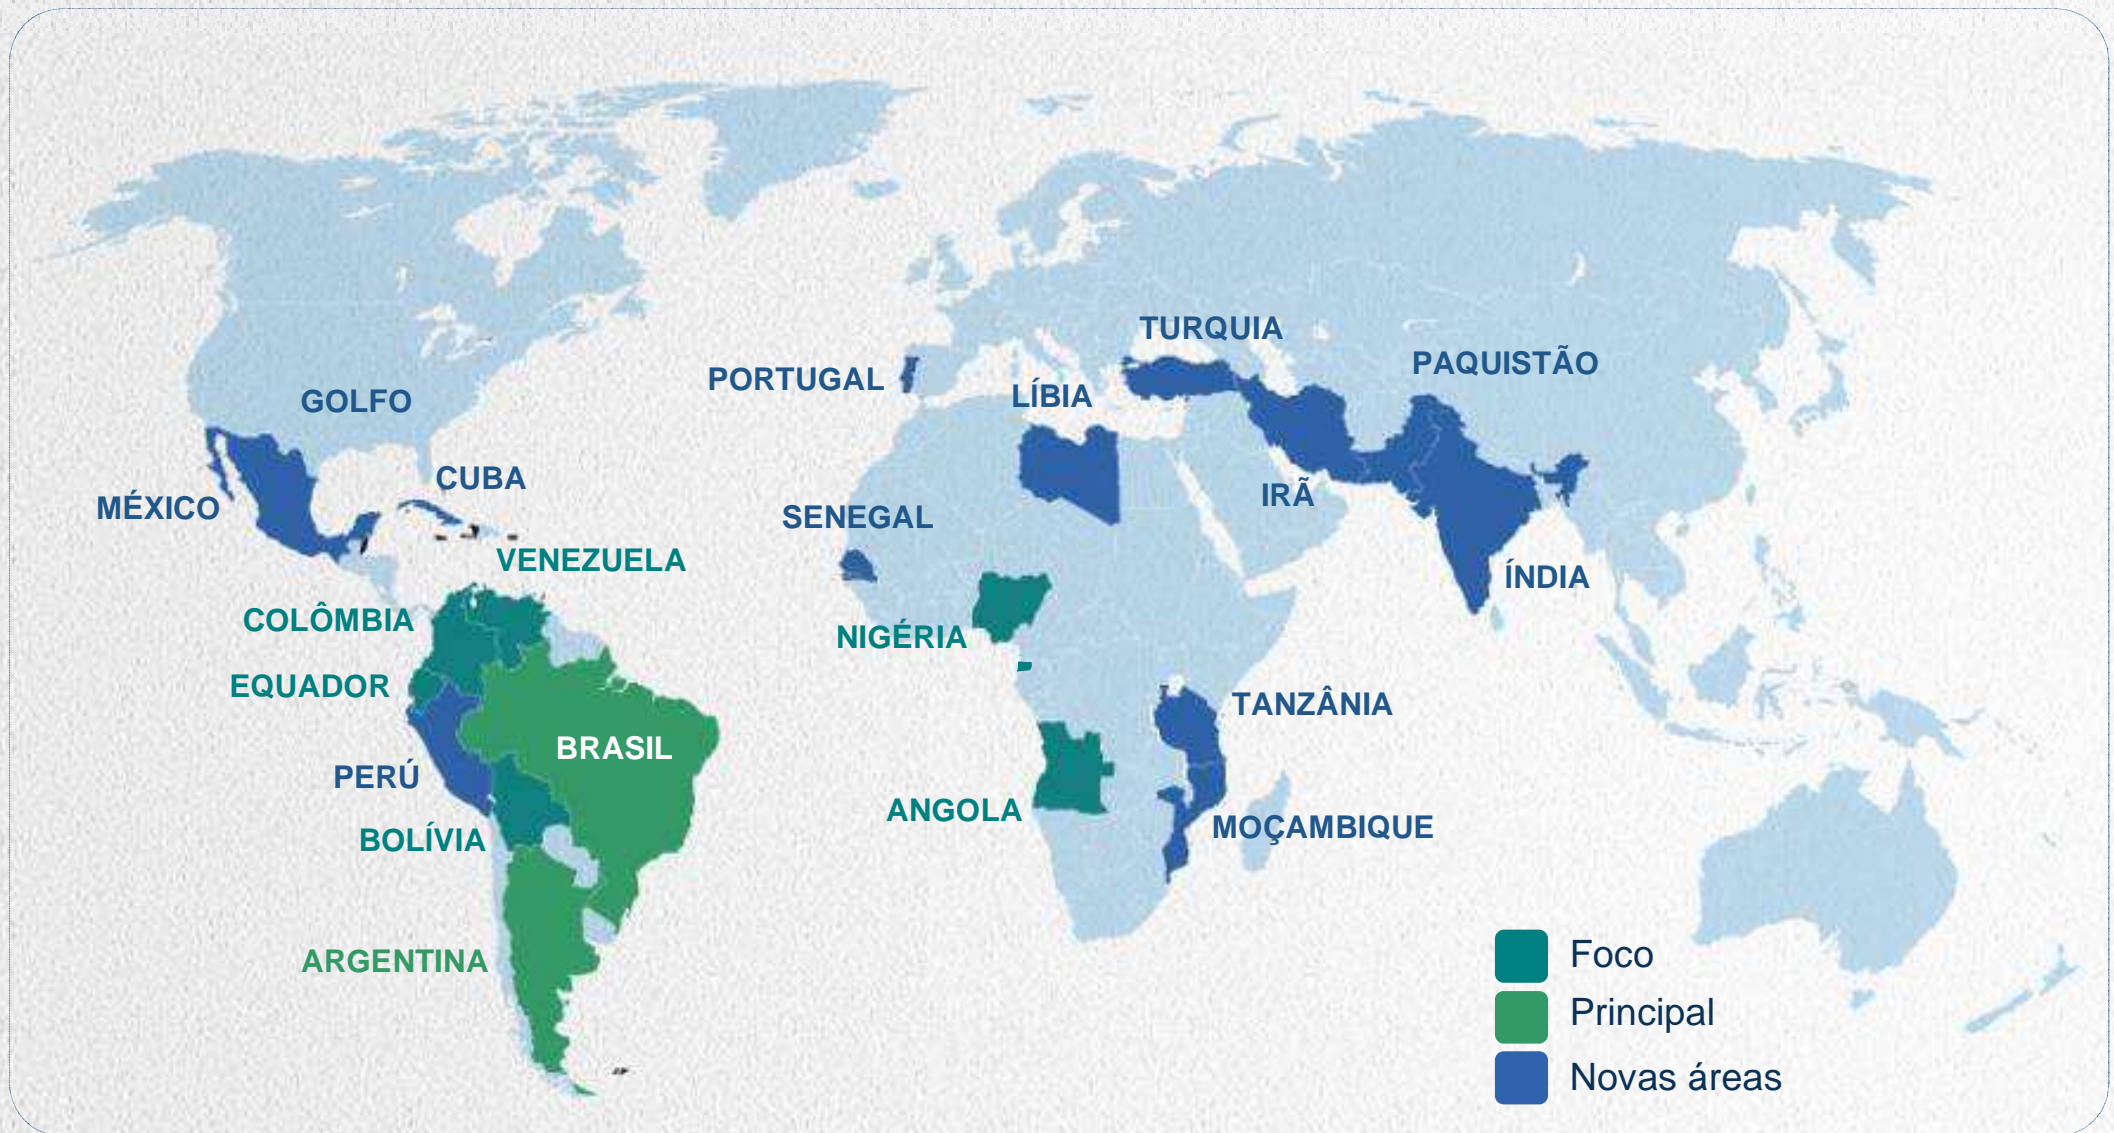 TURQUIA
PAQUISTÃO
PORTUGAL
LÍBIA
GOLFO
CUBA
MÉXICO
IRÃ
SENEGAL
VENEZUELA
ÍNDIA
COLÔMBIA
NIGÉRIA
EQUADOR
TANZÂNIA
BRASIL
PERÚ
ANGOLA
MOÇAMBIQUE
BOLÍVIA
ARGENTINA
Foco
Principal
Novas áreas